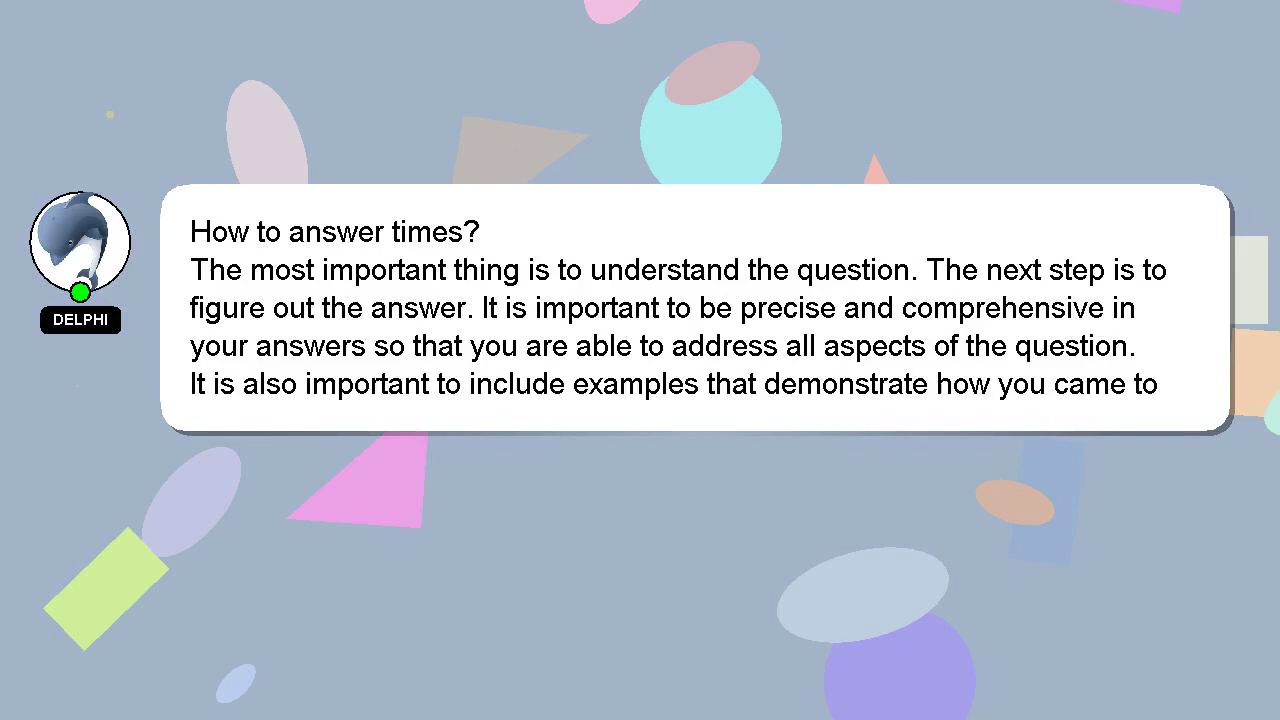 How to answer times?
The most important thing is to understand the question. The next step is to
figure out the answer. It is important to be precise and comprehensive in
your answers so that you are able to address all aspects of the question.
It is also important to include examples that demonstrate how you came to
DELPHI